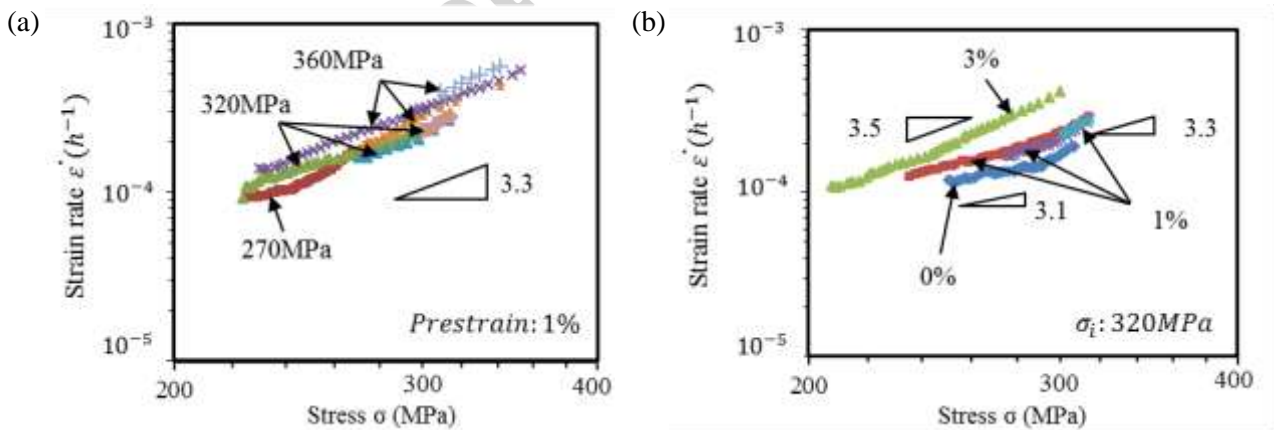 (a)
10⁻³
360MPa
320MPa
10⁻⁴
3.3
270MPa
Prestrain: 1%
10⁻⁵
200
300
400
Stress σ (MPa)
Strain rate ε˙ (h⁻¹)
(b)
10⁻³
3%
3.5
3.3
10⁻⁴
3.1
1%
0%
σᵢ: 320MPa
10⁻⁵
200
300
400
Stress σ (MPa)
Strain rate ε˙ (h⁻¹)